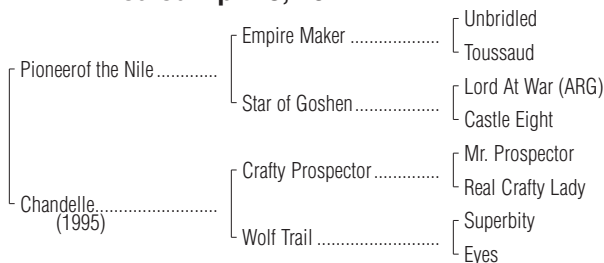 Unbridled
Empire Maker ....................
Toussaud
Pioneerof the Nile .............
Lord At War (ARG)
Star of Goshen ...................
Castle Eight
Mr. Prospector
Crafty Prospector ...............
Real Crafty Lady
Chandelle..........................
(1995)
Superbity
Wolf Trail ...........................
Eyes